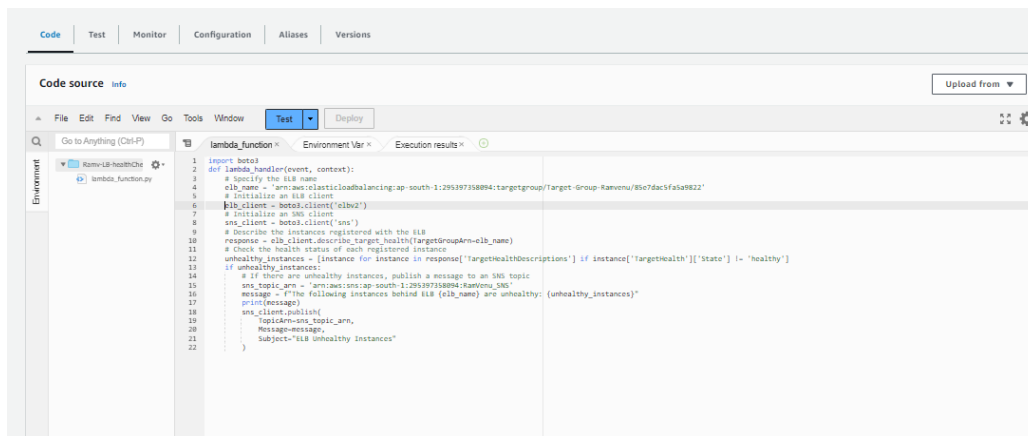 Code Test Monitor Configuration Aliases Versions
Code source Info
Upload from
File Edit Find View Go Tools Window Test Deploy
Go to Anything (Ctrl-P)
lambda_function × Environment Var × Execution results ×
Environment
Ramv-LB-healthChe
lambda_function.py
1 import boto3
2 def lambda_handler(event, context):
3 # Specify the ELB name
4 elb_name = 'arn:aws:elasticloadbalancing:ap-south-1:295397358094:targetgroup/Target-Group-Ramvenu/85e7dac5fa5a9822'
5 # Initialize an ELB client
6 elb_client = boto3.client('elbv2')
7 # Initialize an SNS client
8 sns_client = boto3.client('sns')
9 # Describe the instances registered with the ELB
10 response = elb_client.describe_target_health(TargetGroupArn=elb_name)
11 # Check the health status of each registered instance
12 unhealthy_instances = [instance for instance in response['TargetHealthDescriptions'] if instance['TargetHealth']['State'] != 'healthy']
13 if unhealthy_instances:
14 # If there are unhealthy instances, publish a message to an SNS topic
15 sns_topic_arn = 'arn:aws:sns:ap-south-1:295397358094:RamVenu_SNS'
16 message = f"The following instances behind ELB {elb_name} are unhealthy: {unhealthy_instances}"
17 print(message)
18 sns_client.publish(
19 TopicArn=sns_topic_arn,
20 Message=message,
21 Subject="ELB Unhealthy Instances"
22 )